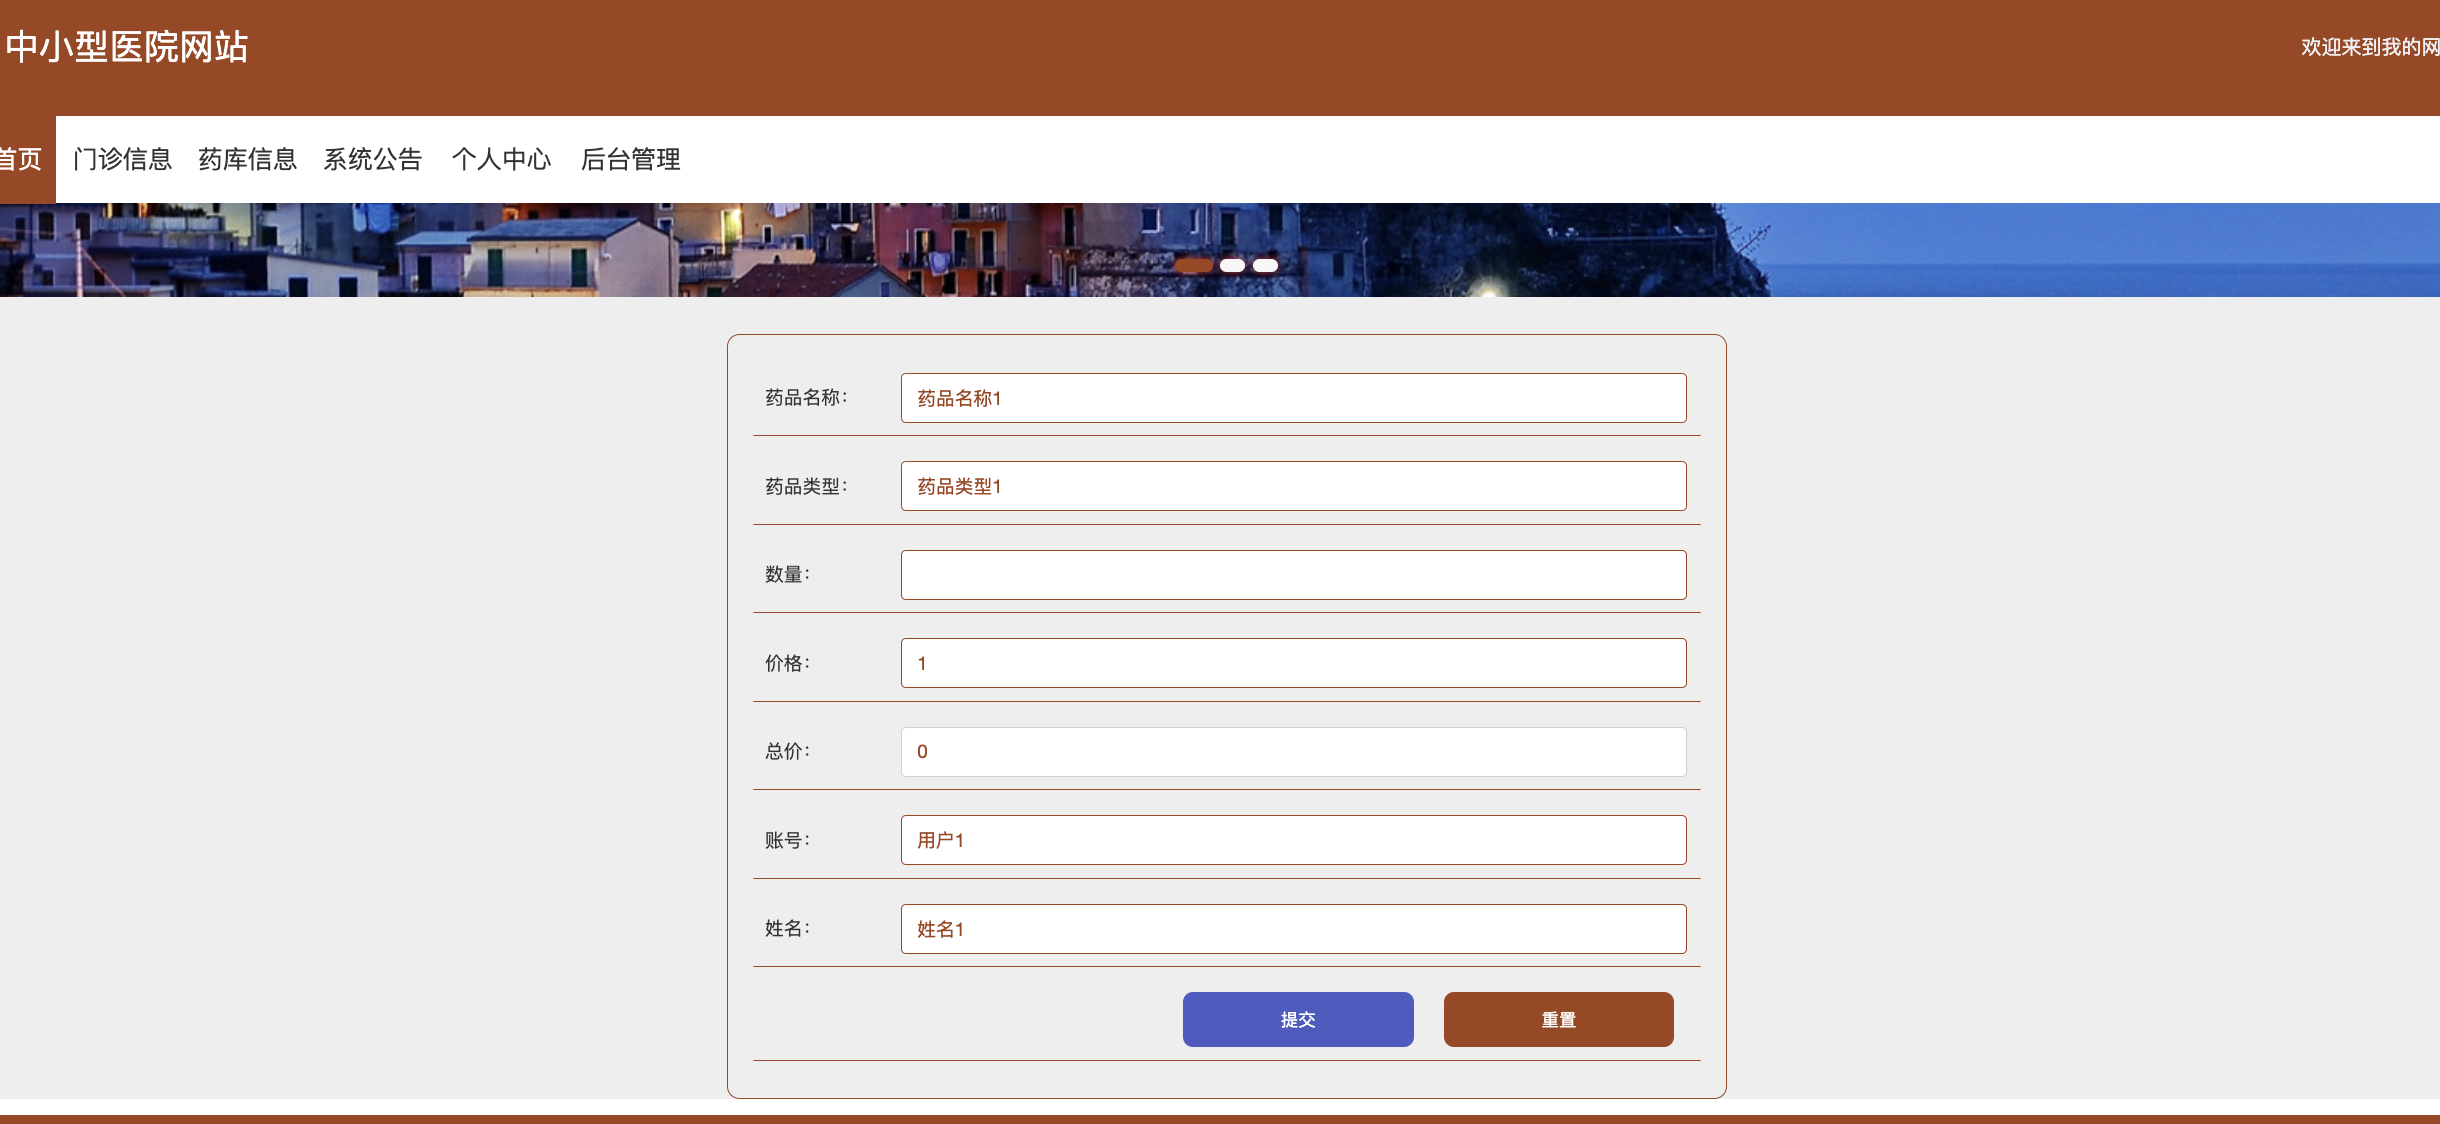 中小型医院网站
欢迎来到我的网
首页 门诊信息 药库信息 系统公告 个人中心 后台管理
药品名称： 药品名称1
药品类型： 药品类型1
数量：
价格： 1
总价： 0
账号： 用户1
姓名： 姓名1
提交 重置